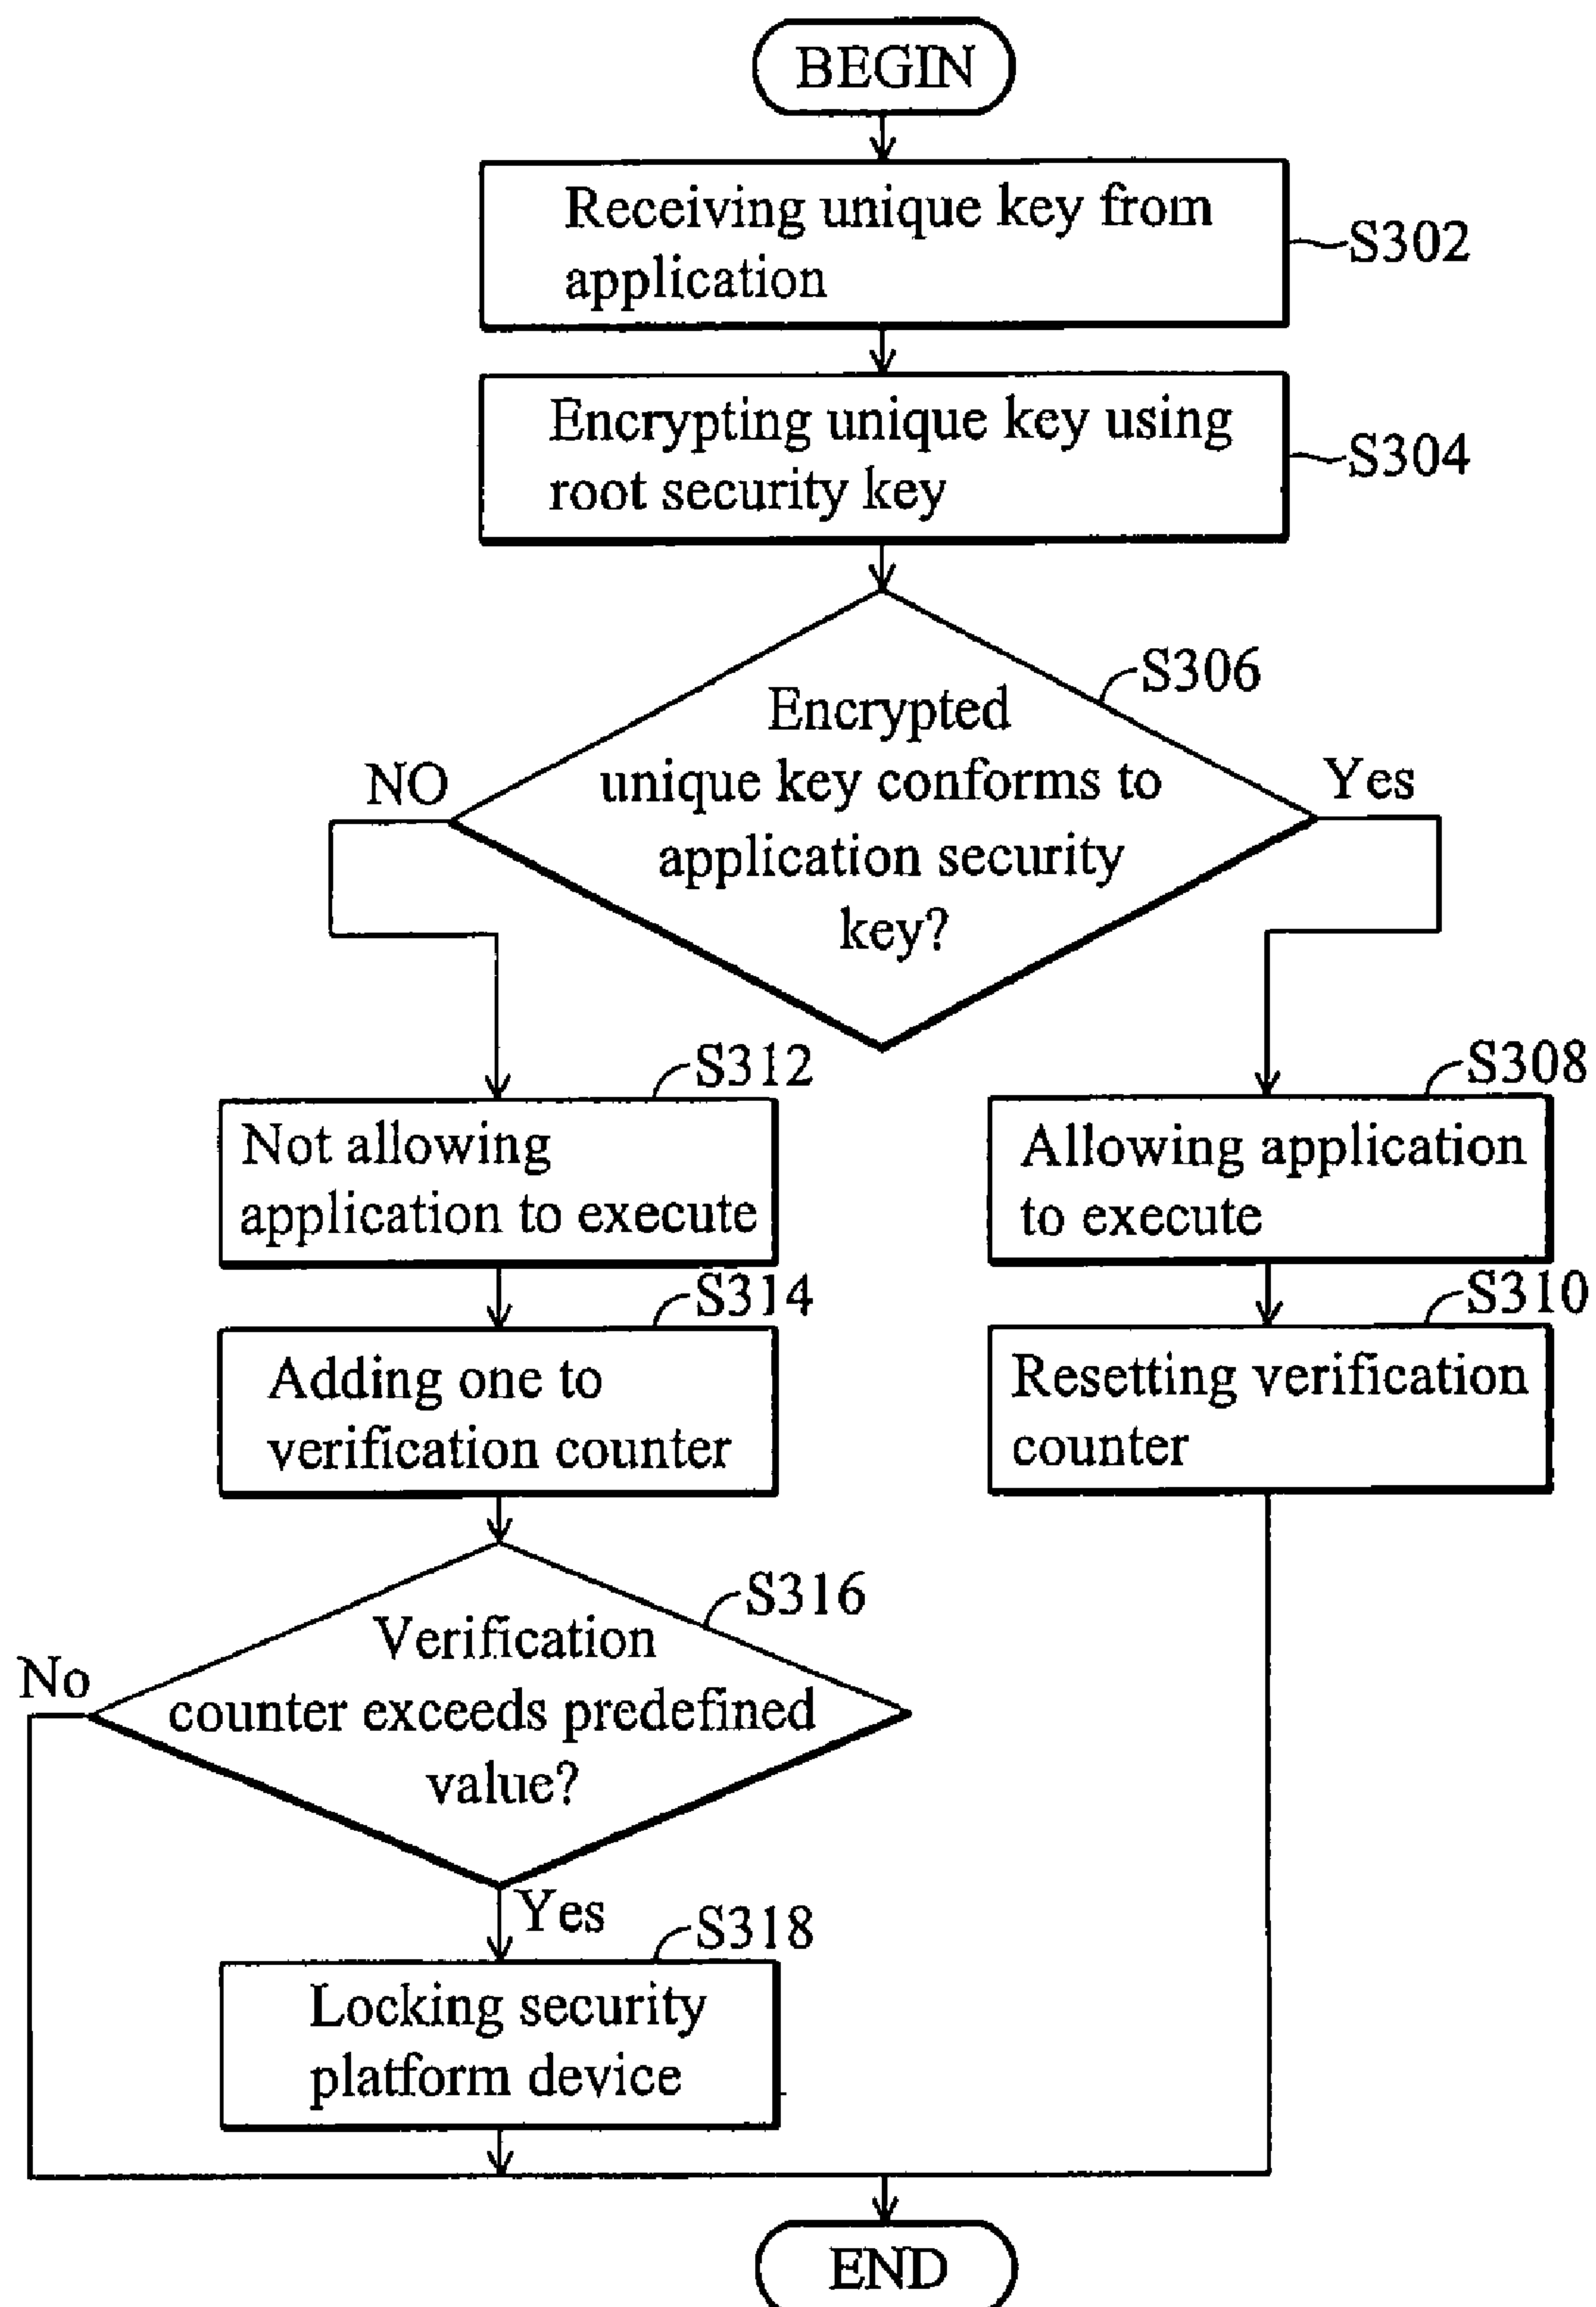 BEGIN
Receiving unique key from
application
S302
Encrypting unique key using
root security key
S304
S306
Encrypted
unique key conforms to
application security
key?
NO
Yes
S312
Not allowing
application to execute
S308
Allowing application
to execute
S314
Adding one to
verification counter
S310
Resetting verification
counter
S316
Verification
counter exceeds predefined
value?
No
Yes
S318
Locking security
platform device
END